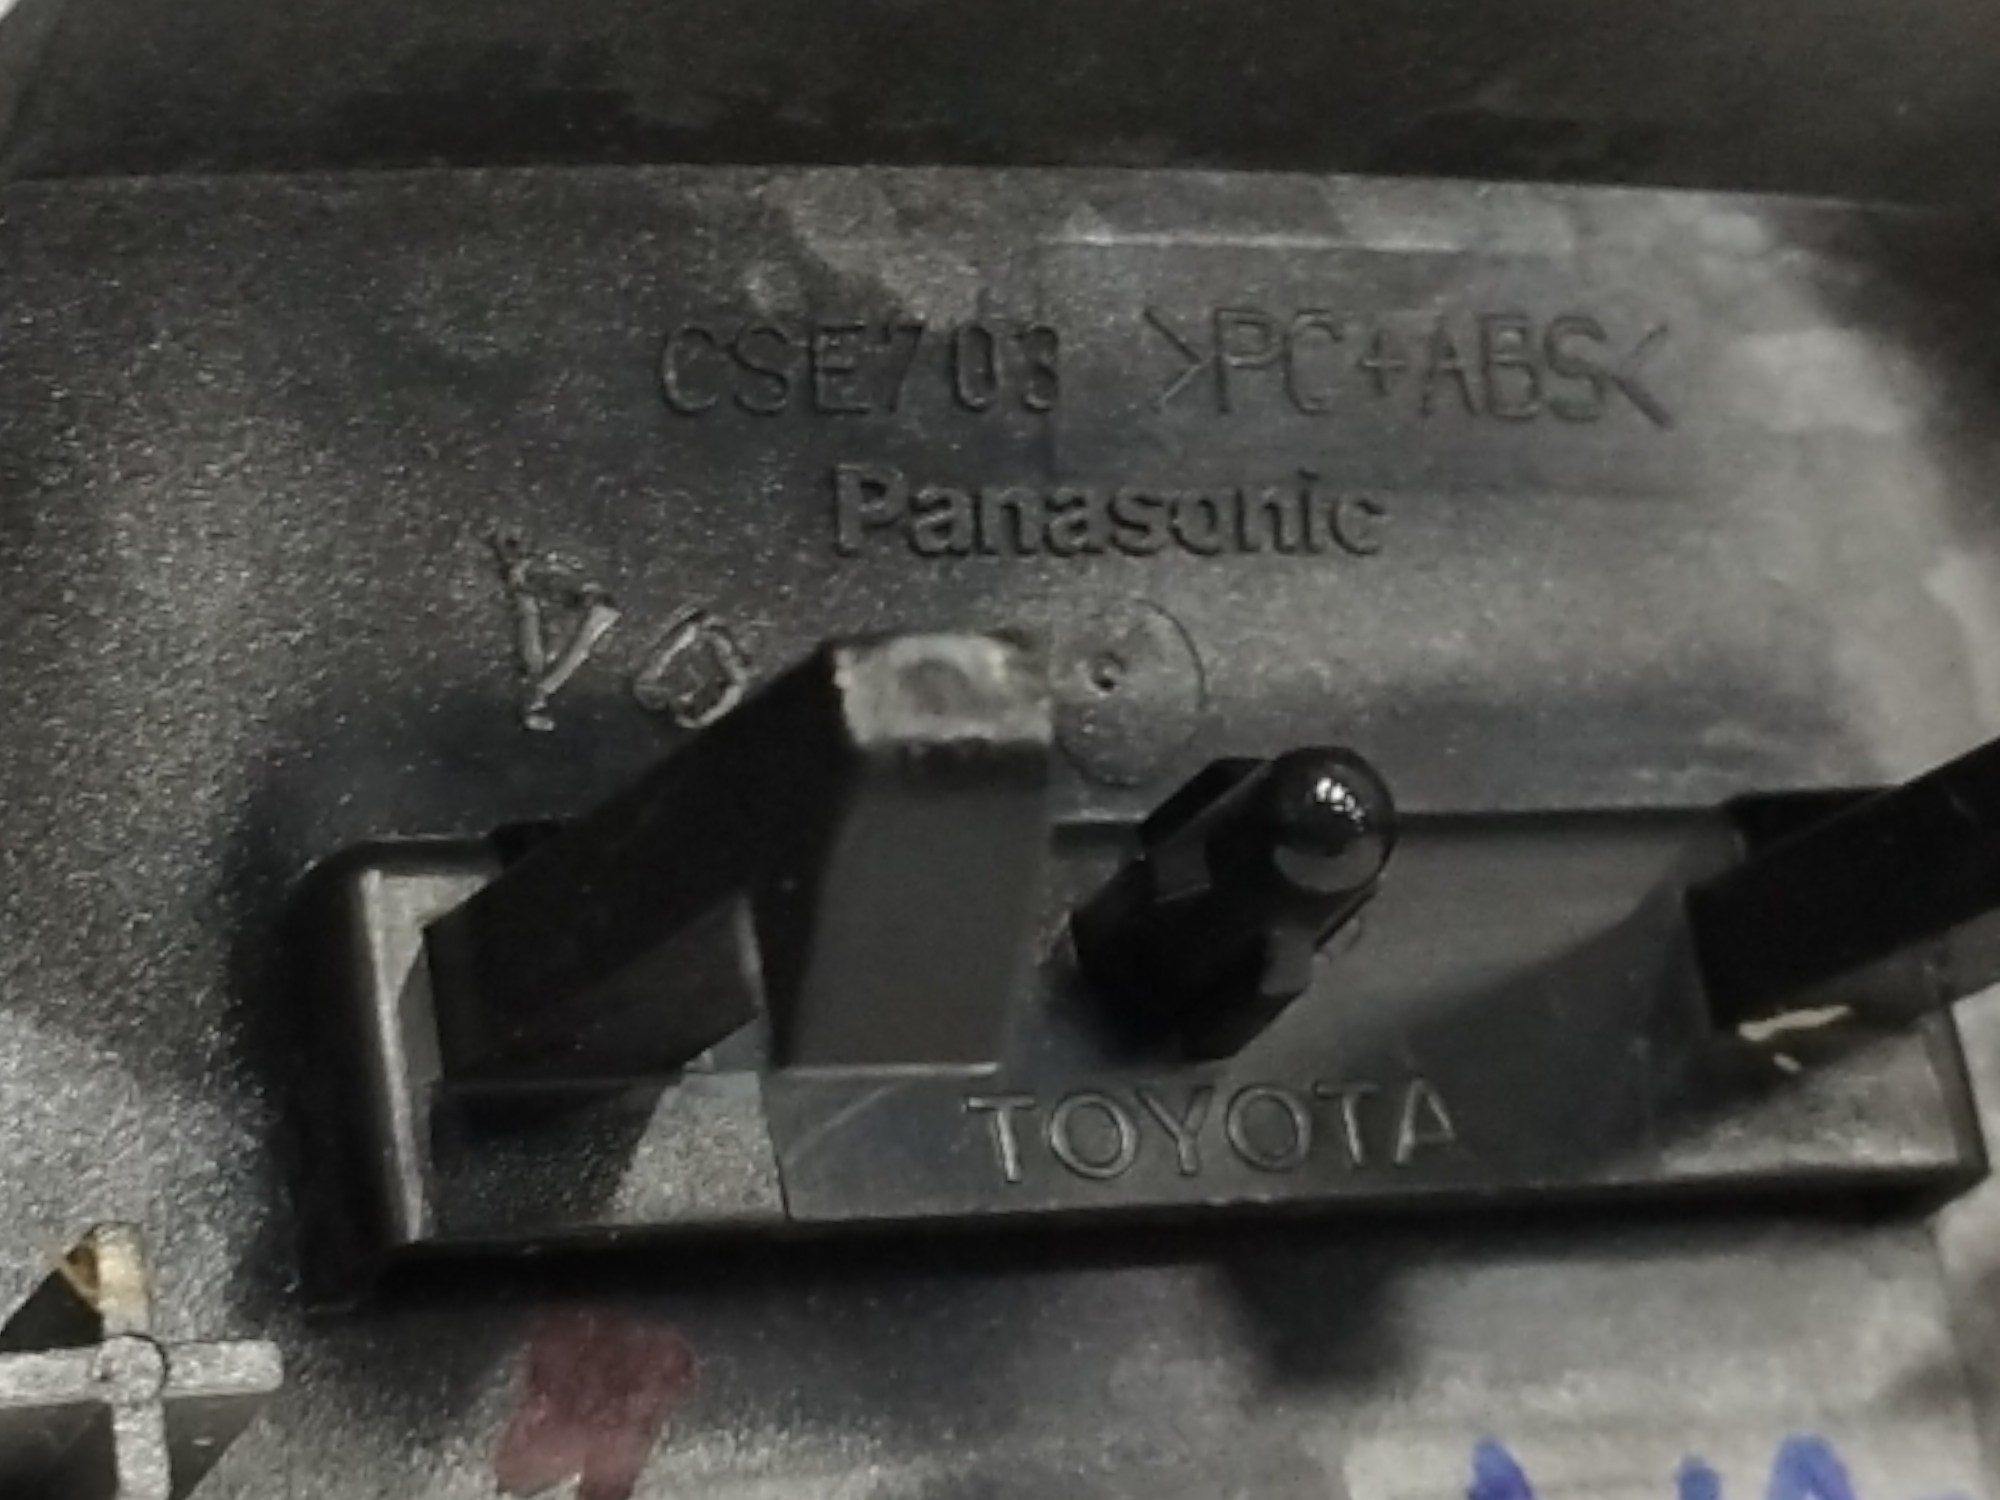 CSE703 >PC+ABS<
Panasonic
TOYOTA